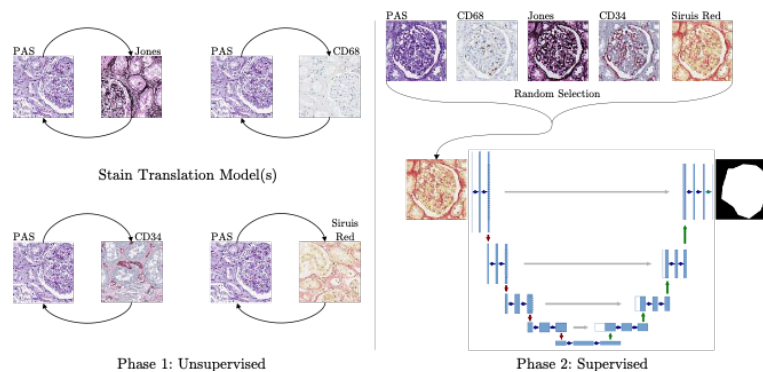 PAS
Jones
PAS
CD68
Stain Translation Model(s)
PAS
CD34
PAS
Siruis
Red
Phase 1: Unsupervised
PAS
CD68
Jones
CD34
Siruis Red
Random Selection
Phase 2: Supervised